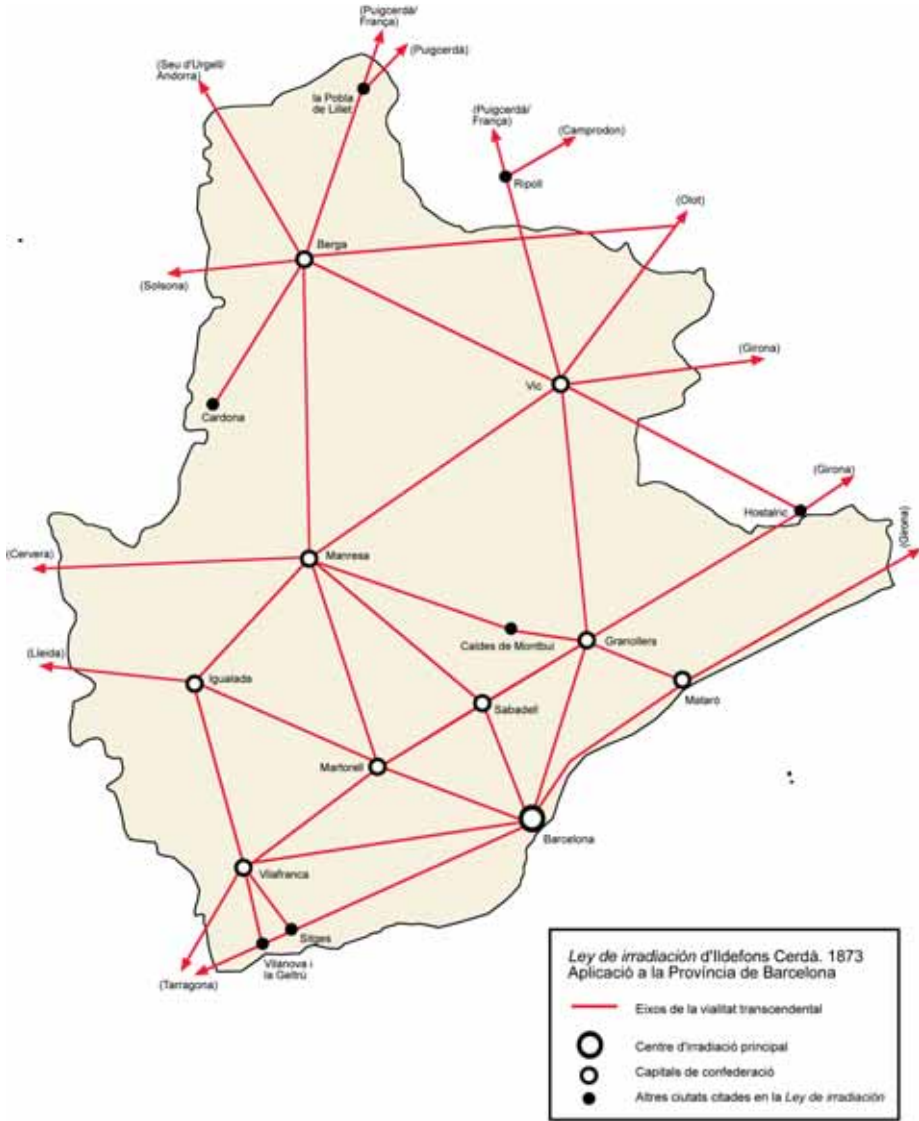 (Puigcerdà/
França)
(Puigcerdà)
(Seu d'Urgell/
Andorra)
la Pobla
de Lillet
(Puigcerdà/
França)
(Camprodon)
Ripoll
(Olot)
Berga
(Solsona)
(Girona)
Vic
Cardona
(Girona)
Hostalric
(Girona)
(Cervera)
Manresa
Caldes de Montbui
Granollers
(Lleida)
Igualada
Mataró
Sabadell
Martorell
Barcelona
Vilafranca
Sitges
Vilanova i
la Geltrú
(Tarragona)
Ley de irradiación d'Ildefons Cerdà. 1873
Aplicació a la Província de Barcelona
Eixos de la vialitat transcendental
Centre d'irradiació principal
Capitals de confederació
Altres ciutats citades en la Ley de irradiación